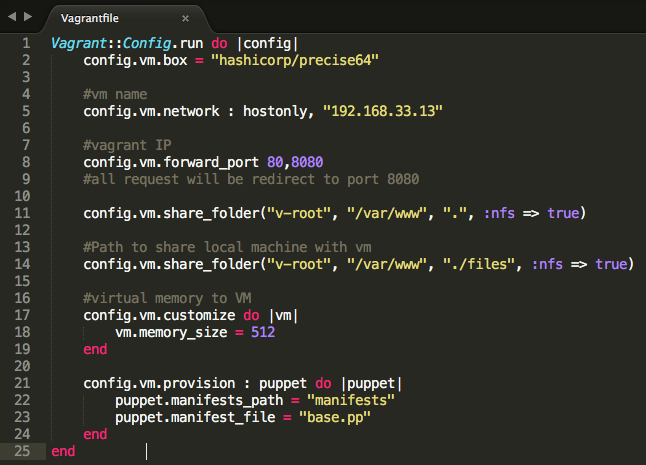 Vagrantfile ×
1 Vagrant::Config.run do |config|
2     config.vm.box = "hashicorp/precise64"
3
4     #vm name
5     config.vm.network : hostonly, "192.168.33.13"
6
7     #vagrant IP
8     config.vm.forward_port 80,8080
9     #all request will be redirect to port 8080
10
11     config.vm.share_folder("v-root", "/var/www", ".", :nfs => true)
12
13     #Path to share local machine with vm
14     config.vm.share_folder("v-root", "/var/www", "./files", :nfs => true)
15
16     #virtual memory to VM
17     config.vm.customize do |vm|
18         vm.memory_size = 512
19     end
20
21     config.vm.provision : puppet do |puppet|
22         puppet.manifests_path = "manifests"
23         puppet.manifest_file = "base.pp"
24     end
25 end